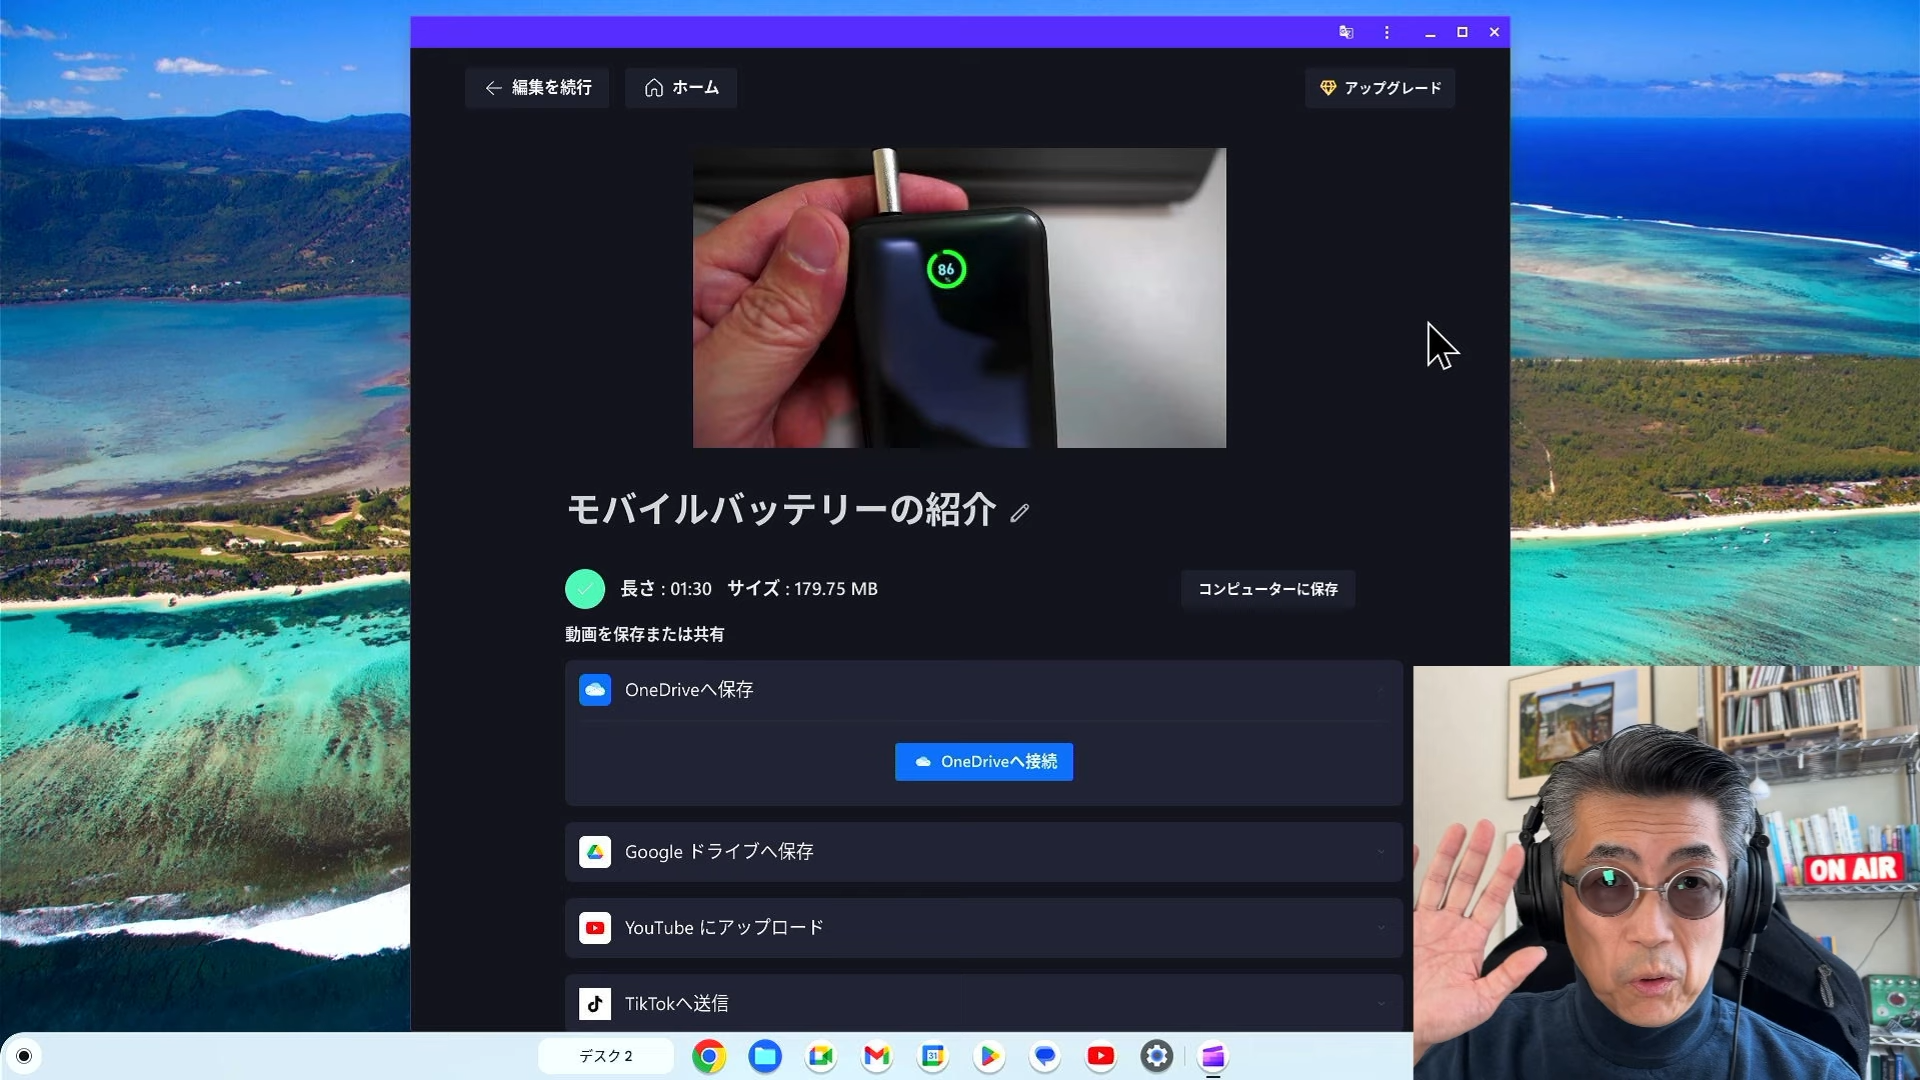 編集を続行
ホーム
アップグレード
86
%
モバイルバッテリーの紹介
長さ : 01:30 サイズ : 179.75 MB
コンピューターに保存
動画を保存または共有
OneDriveへ保存
OneDriveへ接続
Google ドライブへ保存
YouTube にアップロード
TikTokへ送信
ON AIR
デスク 2
31